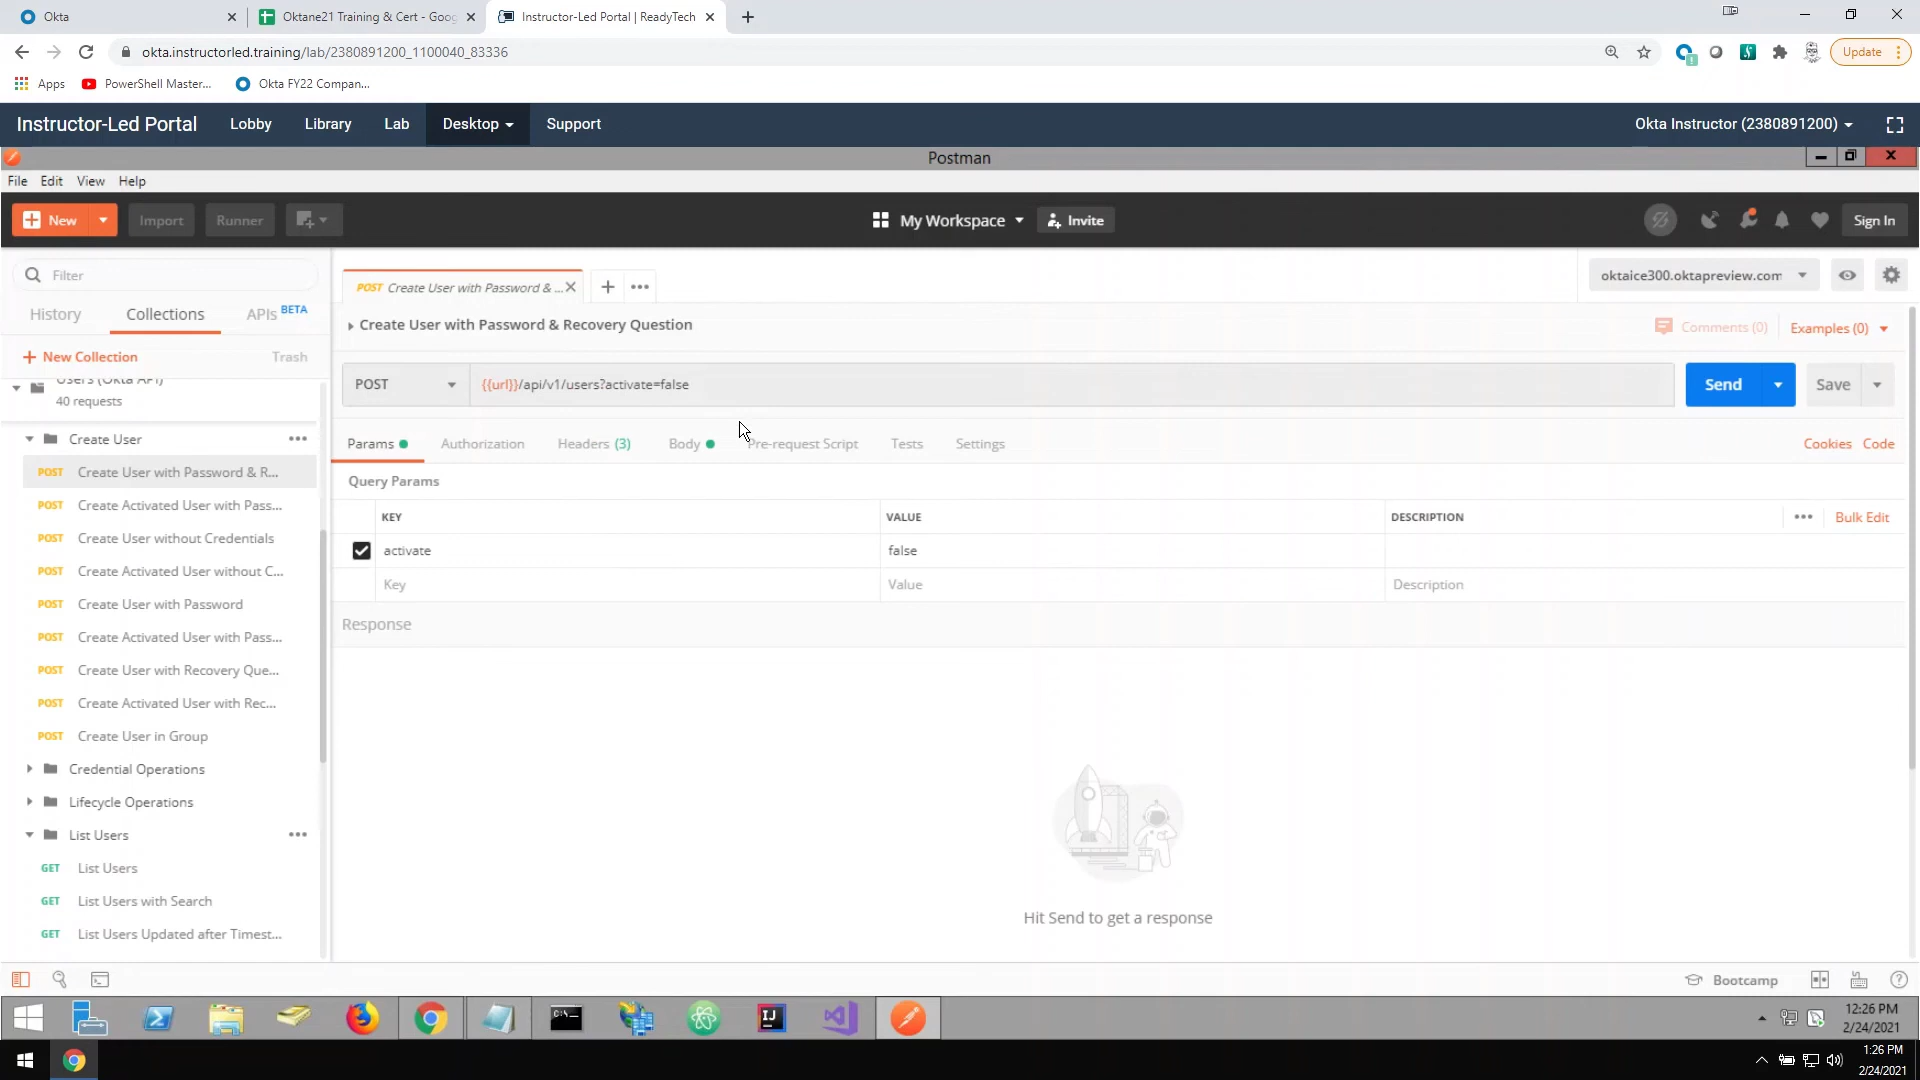 Okta
Oktane21 Training & Cert - Goog
Instructor-Led Portal | ReadyTech
okta.instructorled.training/lab/2380891200_1100040_83336
Update
Apps
PowerShell Master...
Okta FY22 Compan...
Instructor-Led Portal
Lobby
Library
Lab
Desktop
Support
Okta Instructor (2380891200)
Postman
File Edit View Help
New
Import
Runner
My Workspace
Invite
Sign In
Filter
History
Collections
APIs BETA
New Collection
Trash
Users (Okta API)
40 requests
Create User
POST Create User with Password & R...
POST Create Activated User with Pass...
POST Create User without Credentials
POST Create Activated User without C...
POST Create User with Password
POST Create Activated User with Pass...
POST Create User with Recovery Que...
POST Create Activated User with Rec...
POST Create User in Group
Credential Operations
Lifecycle Operations
List Users
GET List Users
GET List Users with Search
GET List Users Updated after Timest...
POST Create User with Password & ...
oktaice300.oktapreview.com
Create User with Password & Recovery Question
Comments (0)
Examples (0)
POST
{{url}}/api/v1/users?activate=false
Send
Save
Params
Authorization
Headers (3)
Body
Pre-request Script
Tests
Settings
Cookies
Code
Query Params
KEY
VALUE
DESCRIPTION
Bulk Edit
activate
false
Key
Value
Description
Response
Hit Send to get a response
Bootcamp
C:\_
IJ
12:26 PM
2/24/2021
1:26 PM
2/24/2021